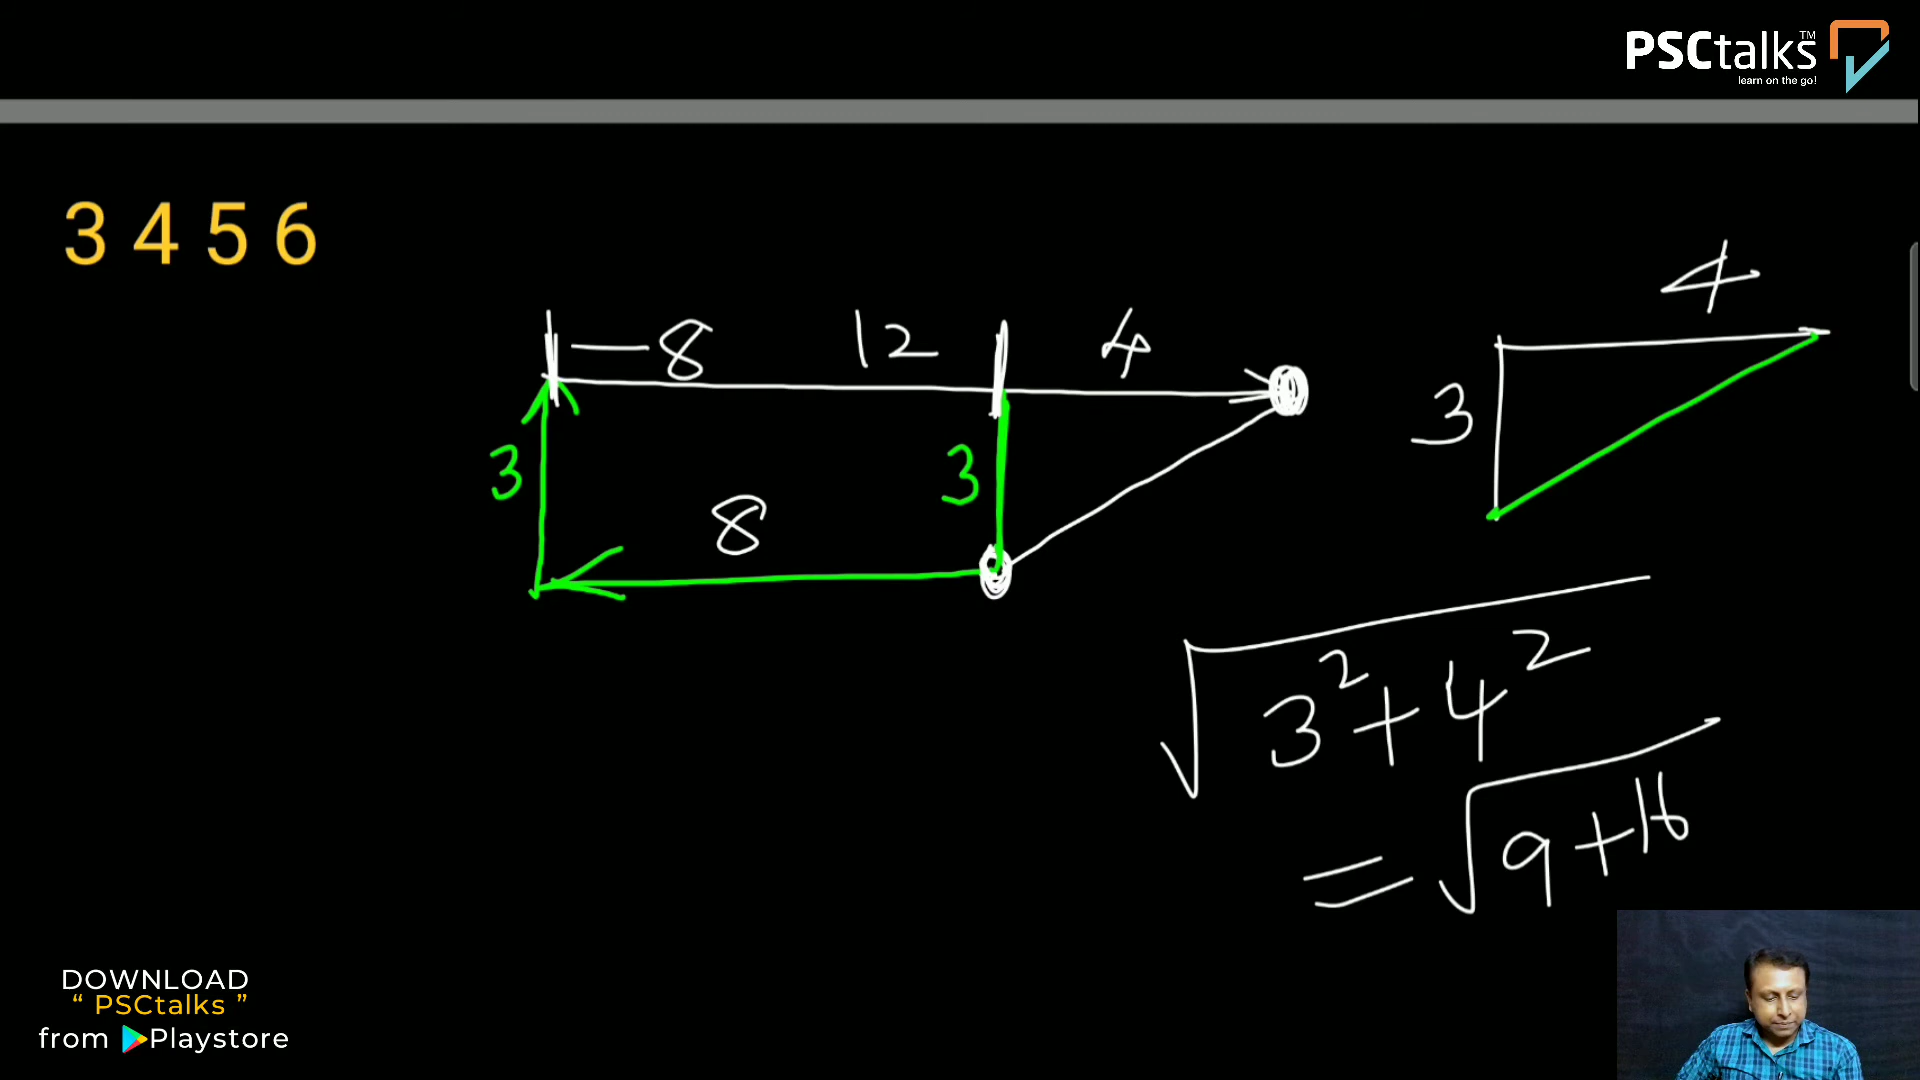 PSCtalks™
learn on the go!
3 4 5 6
8 12 4
3 3
8
4
3
√3²+4²
=√9+16
DOWNLOAD
“ PSCtalks ”
from Playstore